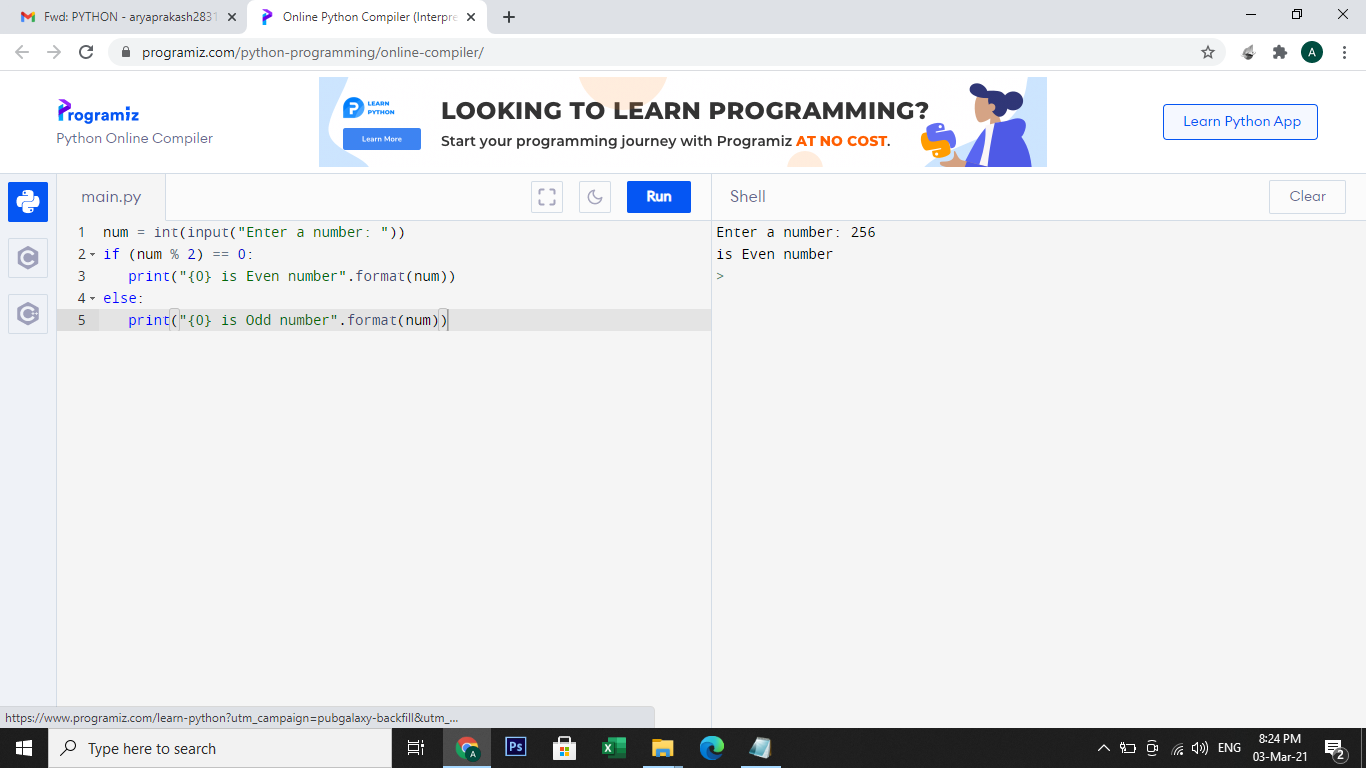 Fwd: PYTHON - aryaprakash2831
Online Python Compiler (Interpre
programiz.com/python-programming/online-compiler/
A
Programiz
Python Online Compiler
LEARN
PYTHON
Learn More
LOOKING TO LEARN PROGRAMMING?
Start your programming journey with Programiz AT NO COST.
Learn Python App
main.py
Run
Shell
Clear
1 num = int(input("Enter a number: "))
2 if (num % 2) == 0:
3 print("{0} is Even number".format(num))
4 else:
5 print("{0} is Odd number".format(num))
Enter a number: 256
is Even number
>
https://www.programiz.com/learn-python?utm_campaign=pubgalaxy-backfill&utm_...
Type here to search
A
Ps
ENG
8:24 PM
03-Mar-21
2